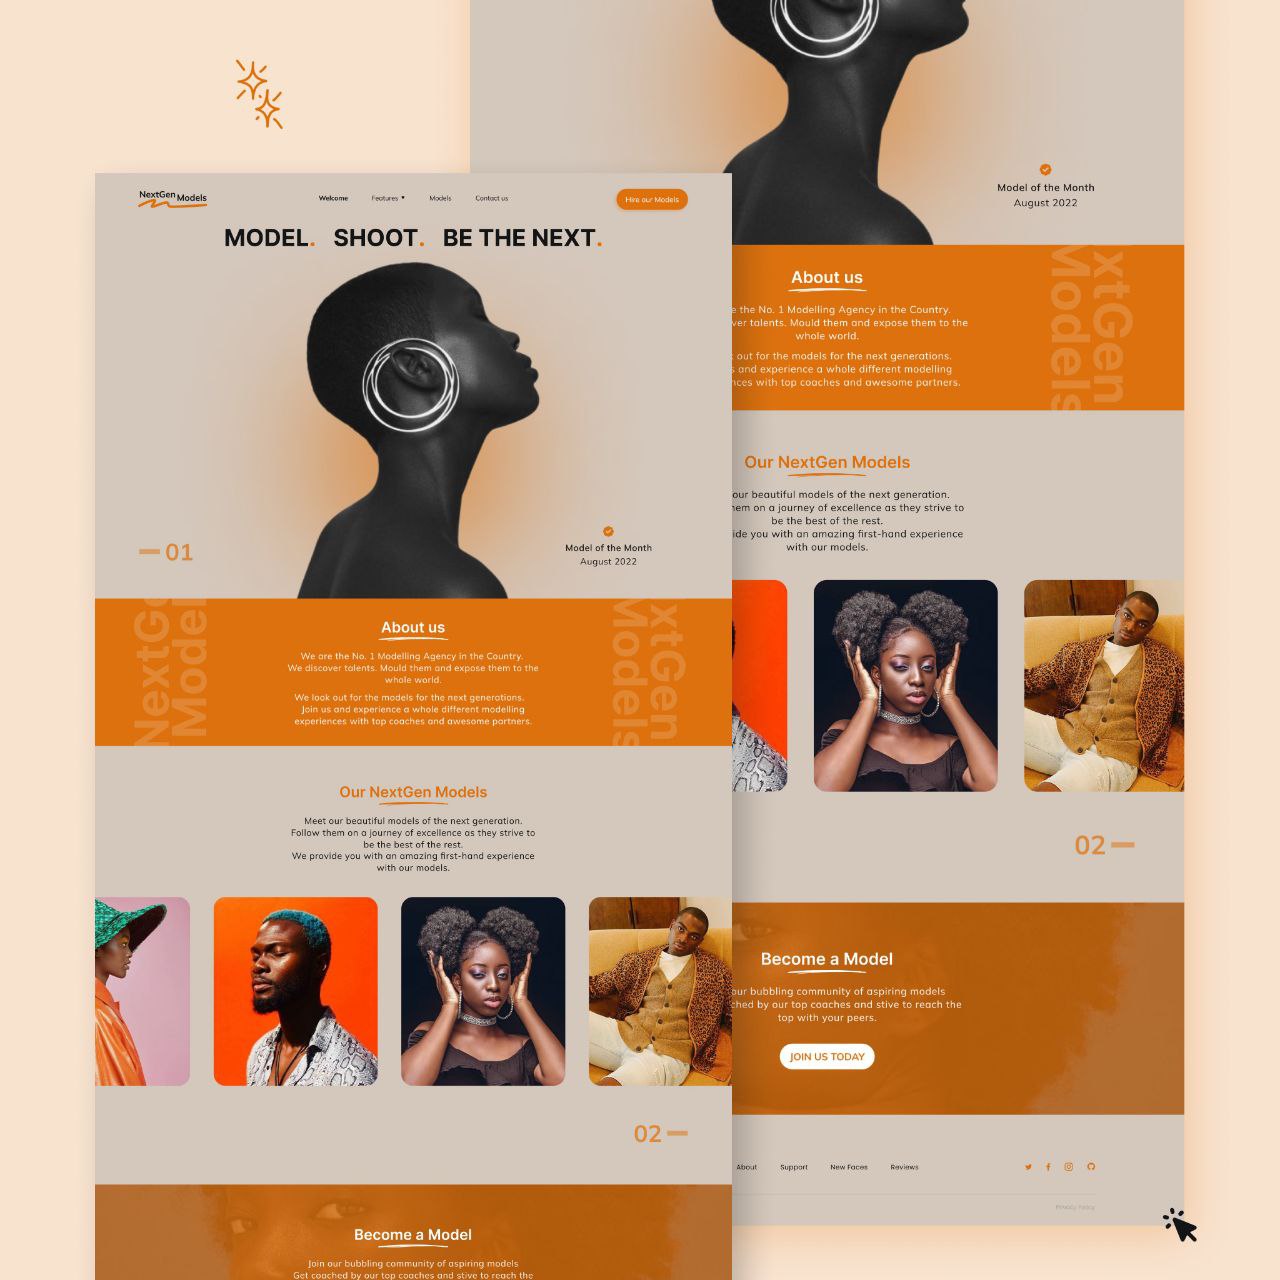 NextGen
Models
Welcome
Features
Models
Contact us
Hire our Models
MODEL. SHOOT. BE THE NEXT.
01
Model of the Month
August 2022
NextG
Model
About us
We are the No. 1 Modelling Agency in the Country.
We discover talents. Mould them and expose them to the
whole world.
We look out for the models for the next generations.
Join us and experience a whole different modelling
experiences with top coaches and awesome partners.
xtGen
Models
Our NextGen Models
Meet our beautiful models of the next generation.
Follow them on a journey of excellence as they strive to
be the best of the rest.
We provide you with an amazing first-hand experience
with our models.
02
Become a Model
Join our bubbling community of aspiring models
Get coached by our top coaches and stive to reach the
Model of the Month
August 2022
About us
e the No. 1 Modelling Agency in the Country.
ver talents. Mould them and expose them to the
whole world.
out for the models for the next generations.
s and experience a whole different modelling
nces with top coaches and awesome partners.
xtGen
Models
Our NextGen Models
our beautiful models of the next generation.
hem on a journey of excellence as they strive to
be the best of the rest.
ide you with an amazing first-hand experience
with our models.
02
Become a Model
our bubbling community of aspiring models
ched by our top coaches and stive to reach the
top with your peers.
JOIN US TODAY
About
Support
New Faces
Reviews
Privacy Policy